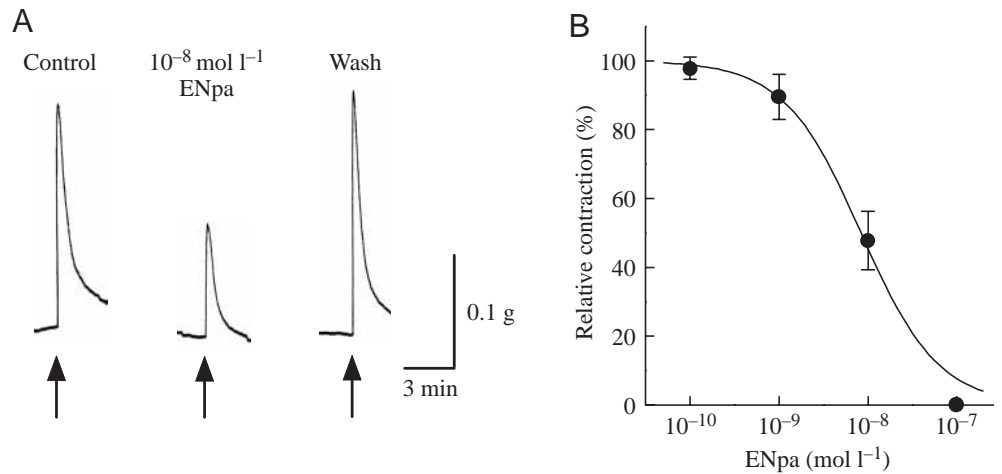 A
Control
10⁻⁸ mol l⁻¹
ENpa
Wash
0.1 g
3 min
B
Relative contraction (%)
100
80
60
40
20
0
10⁻¹⁰
10⁻⁹
10⁻⁸
10⁻⁷
ENpa (mol l⁻¹)